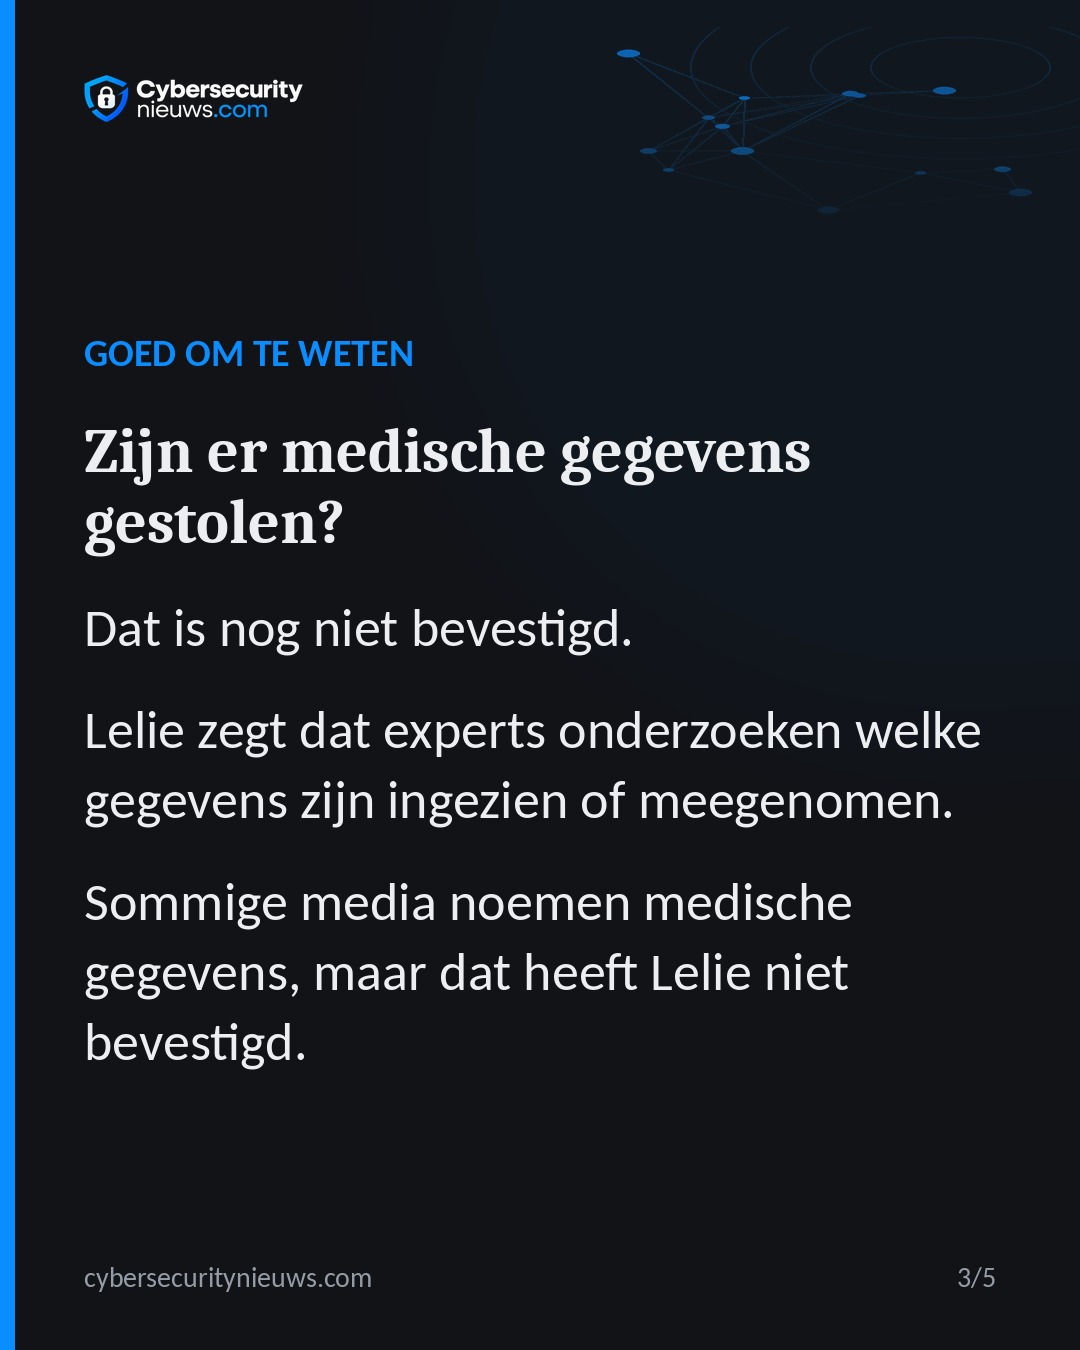 Cybersecurity
nieuws.com
GOED OM TE WETEN
Zijn er medische gegevens
gestolen?
Dat is nog niet bevestigd.
Lelie zegt dat experts onderzoeken welke
gegevens zijn ingezien of meegenomen.
Sommige media noemen medische
gegevens, maar dat heeft Lelie niet
bevestigd.
cybersecuritynieuws.com
3/5